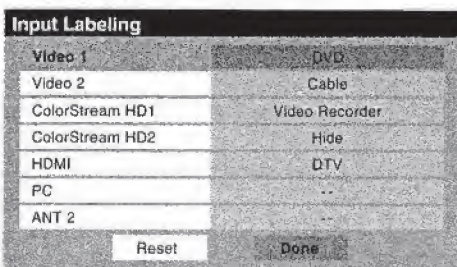 Input Labeling
Video 1 DVD
Video 2 Cable
ColorStream HD1 Video Recorder
ColorStream HD2 Hide
HDMI DTV
PC --
ANT 2 --
Reset Done